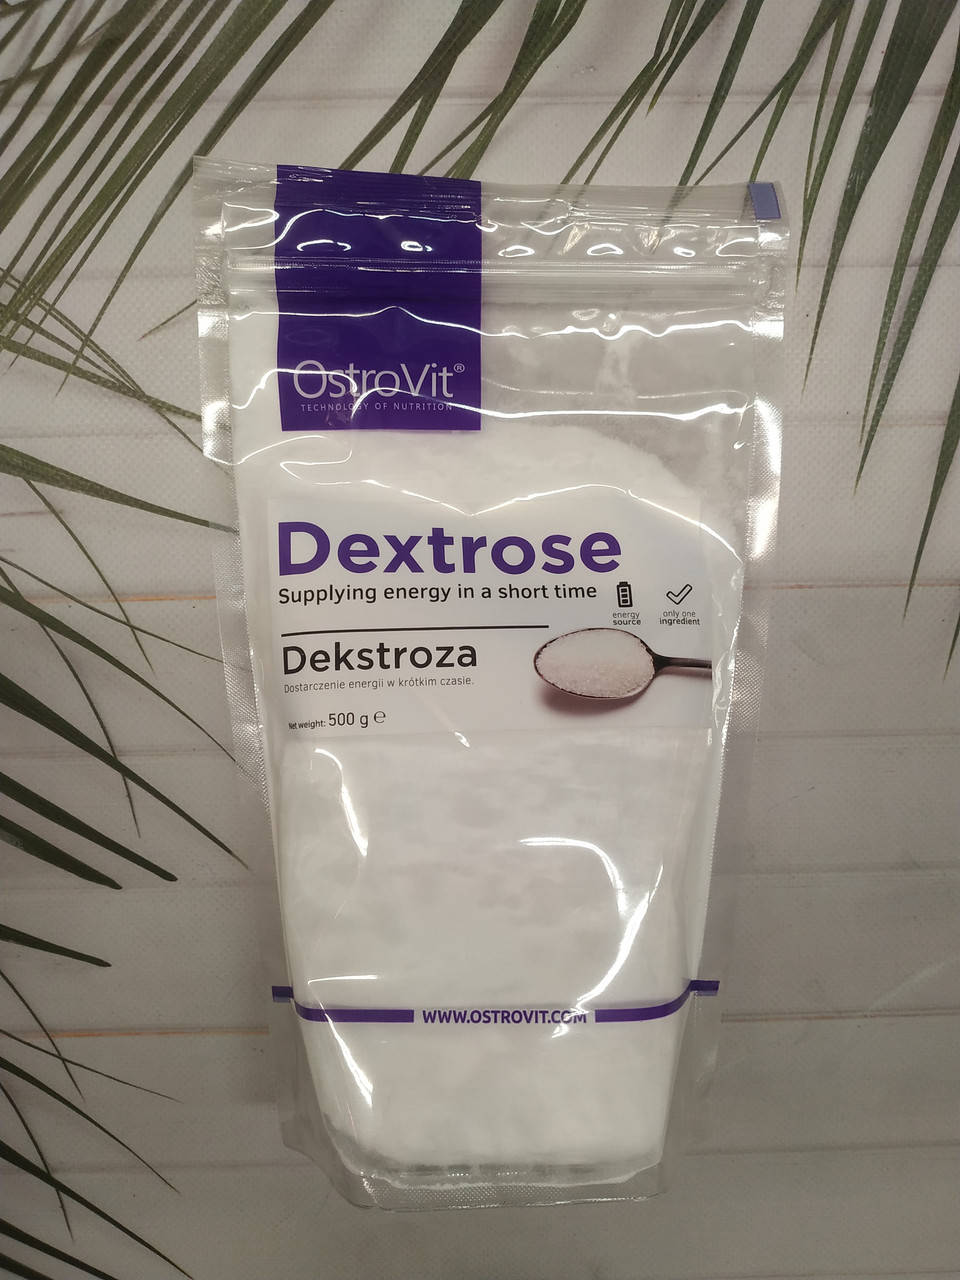 OstroVit®
TECHNOLOGY OF NUTRITION
Dextrose
Supplying energy in a short time
energy
source
only one
ingredient
Dekstroza
Dostarczenie energii w krótkim czasie.
Net weight: 500 g ℮
WWW.OSTROVIT.COM